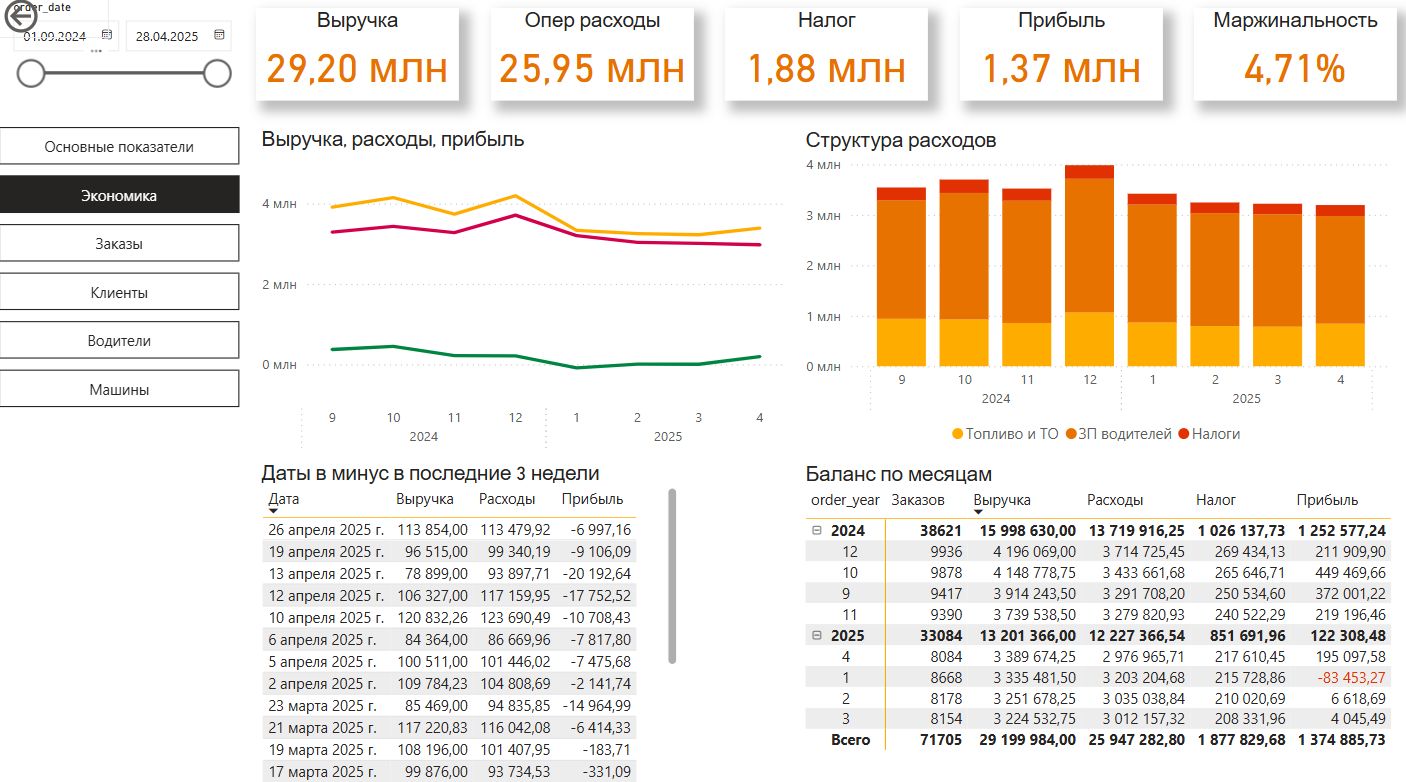 order_date
01.09.2024 28.04.2025
Основные показатели
Экономика
Заказы
Клиенты
Водители
Машины
Выручка
29,20 млн
Опер расходы
25,95 млн
Налог
1,88 млн
Прибыль
1,37 млн
Маржинальность
4,71%
Выручка, расходы, прибыль
4 млн
2 млн
0 млн
9 10 11 12 1 2 3 4
2024 2025
Структура расходов
4 млн
3 млн
2 млн
1 млн
0 млн
9 10 11 12 1 2 3 4
2024 2025
Топливо и ТО ЗП водителей Налоги
Даты в минус в последние 3 недели
Дата Выручка Расходы Прибыль
26 апреля 2025 г. 113 854,00 113 479,92 -6 997,16
19 апреля 2025 г. 96 515,00 99 340,19 -9 106,09
13 апреля 2025 г. 78 899,00 93 897,71 -20 192,64
12 апреля 2025 г. 106 327,00 117 159,95 -17 752,52
10 апреля 2025 г. 120 832,26 123 690,49 -10 708,43
6 апреля 2025 г. 84 364,00 86 669,96 -7 817,80
5 апреля 2025 г. 100 511,00 101 446,02 -7 475,68
2 апреля 2025 г. 109 784,23 104 808,69 -2 141,74
23 марта 2025 г. 85 469,00 94 835,85 -14 964,99
21 марта 2025 г. 117 220,83 116 042,08 -6 414,33
19 марта 2025 г. 108 196,00 101 407,95 -183,71
17 марта 2025 г. 99 876,00 93 734,53 -331,09
Баланс по месяцам
order_year Заказов Выручка Расходы Налог Прибыль
2024 38621 15 998 630,00 13 719 916,25 1 026 137,73 1 252 577,24
12 9936 4 196 069,00 3 714 725,45 269 434,13 211 909,90
10 9878 4 148 778,75 3 433 661,68 265 646,71 449 469,66
9 9417 3 914 243,50 3 291 708,20 250 534,60 372 001,22
11 9390 3 739 538,50 3 279 820,93 240 522,29 219 196,46
2025 33084 13 201 366,00 12 227 366,54 851 691,96 122 308,48
4 8084 3 389 674,25 2 976 965,71 217 610,45 195 097,58
1 8668 3 335 481,50 3 203 204,68 215 728,86 -83 453,27
2 8178 3 251 678,25 3 035 038,84 210 020,69 6 618,69
3 8154 3 224 532,75 3 012 157,32 208 331,96 4 045,49
Всего 71705 29 199 984,00 25 947 282,80 1 877 829,68 1 374 885,73